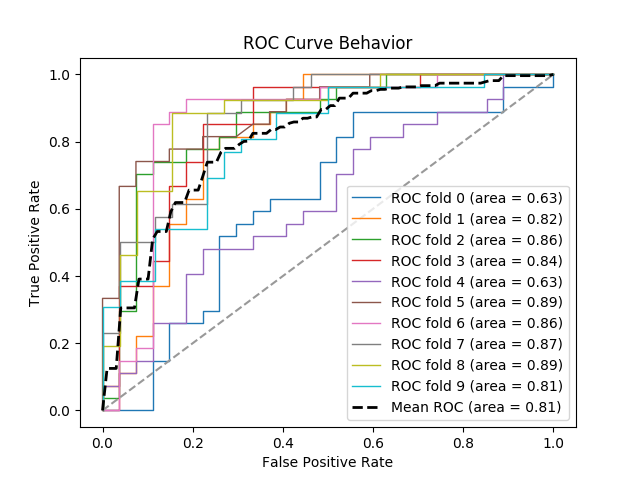 ROC Curve Behavior
True Positive Rate
1.0
0.8
0.6
0.4
0.2
0.0
ROC fold 0 (area = 0.63)
ROC fold 1 (area = 0.82)
ROC fold 2 (area = 0.86)
ROC fold 3 (area = 0.84)
ROC fold 4 (area = 0.63)
ROC fold 5 (area = 0.89)
ROC fold 6 (area = 0.86)
ROC fold 7 (area = 0.87)
ROC fold 8 (area = 0.89)
ROC fold 9 (area = 0.81)
Mean ROC (area = 0.81)
0.0 0.2 0.4 0.6 0.8 1.0
False Positive Rate